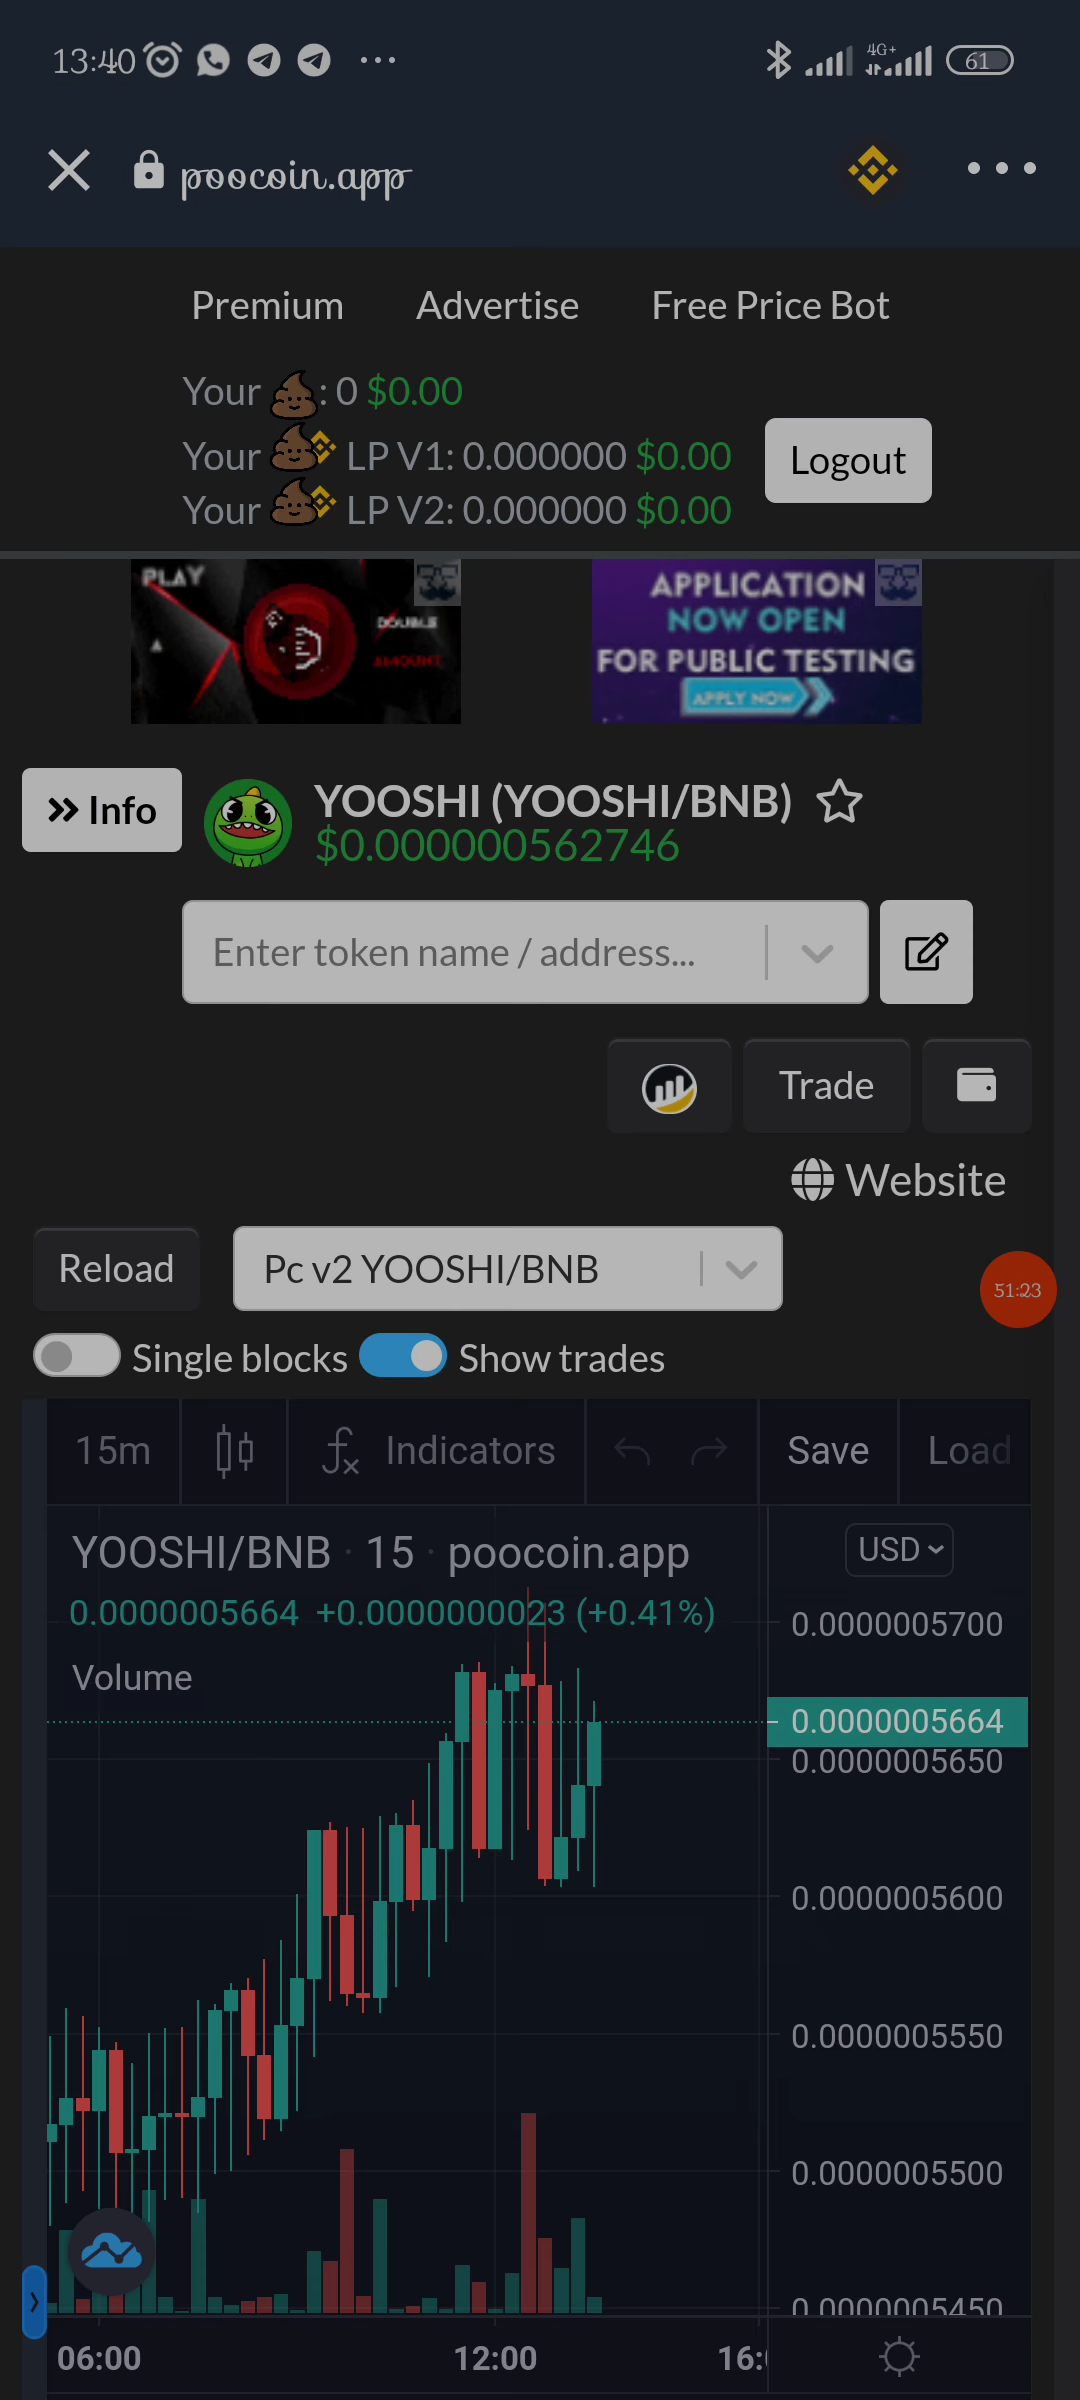 13:40 4G+ 61
poocoin.app
Premium Advertise Free Price Bot
Your : 0 $0.00
Your LP V1: 0.000000 $0.00
Your LP V2: 0.000000 $0.00
Logout
PLAY
DOUBLE
AMOUNT
APPLICATION
NOW OPEN
FOR PUBLIC TESTING
APPLY NOW
Info
YOOSHI (YOOSHI/BNB)
$0.000000562746
Enter token name / address...
Trade
Website
Reload
Pc v2 YOOSHI/BNB
51:23
Single blocks
Show trades
15m
Indicators
Save
Load
YOOSHI/BNB · 15 · poocoin.app
USD
0.0000005664 +0.0000000023 (+0.41%)
Volume
0.0000005700
0.0000005664
0.0000005650
0.0000005600
0.0000005550
0.0000005500
0.0000005450
06:00 12:00 16: